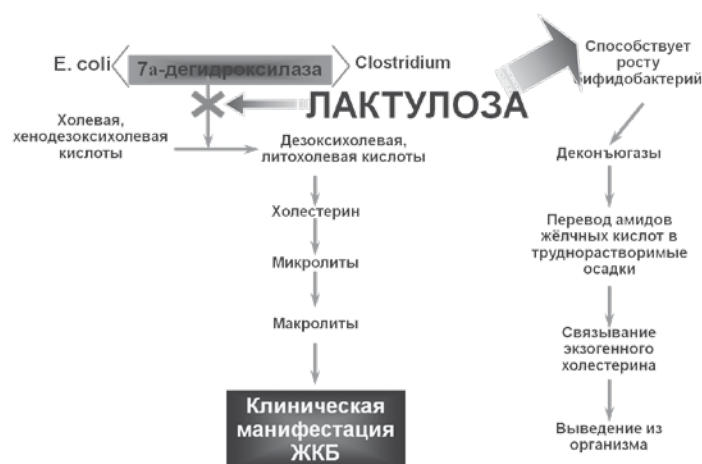 E. coli
7а-дегидроксилаза
Clostridium
Способствует
росту
бифидобактерий
ЛАКТУЛОЗА
Холевая,
хенодезоксихолевая
кислоты
Дезоксихолевая,
литохолевая кислоты
Холестерин
Микролиты
Макролиты
Клиническая
манифестация
ЖКБ
Деконъюгазы
Перевод амидов
жёлчных кислот в
труднорастворимые
осадки
Связывание
экзогенного
холестерина
Выведение из
организма